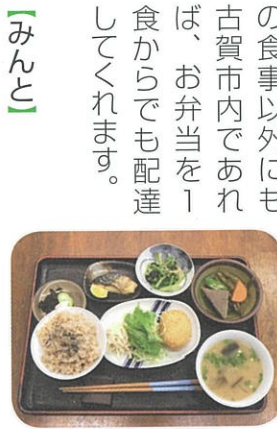 の食事以外にも
古賀市内であれ
ば、お弁当を1
食からでも配達
してくれます。
【みんと】